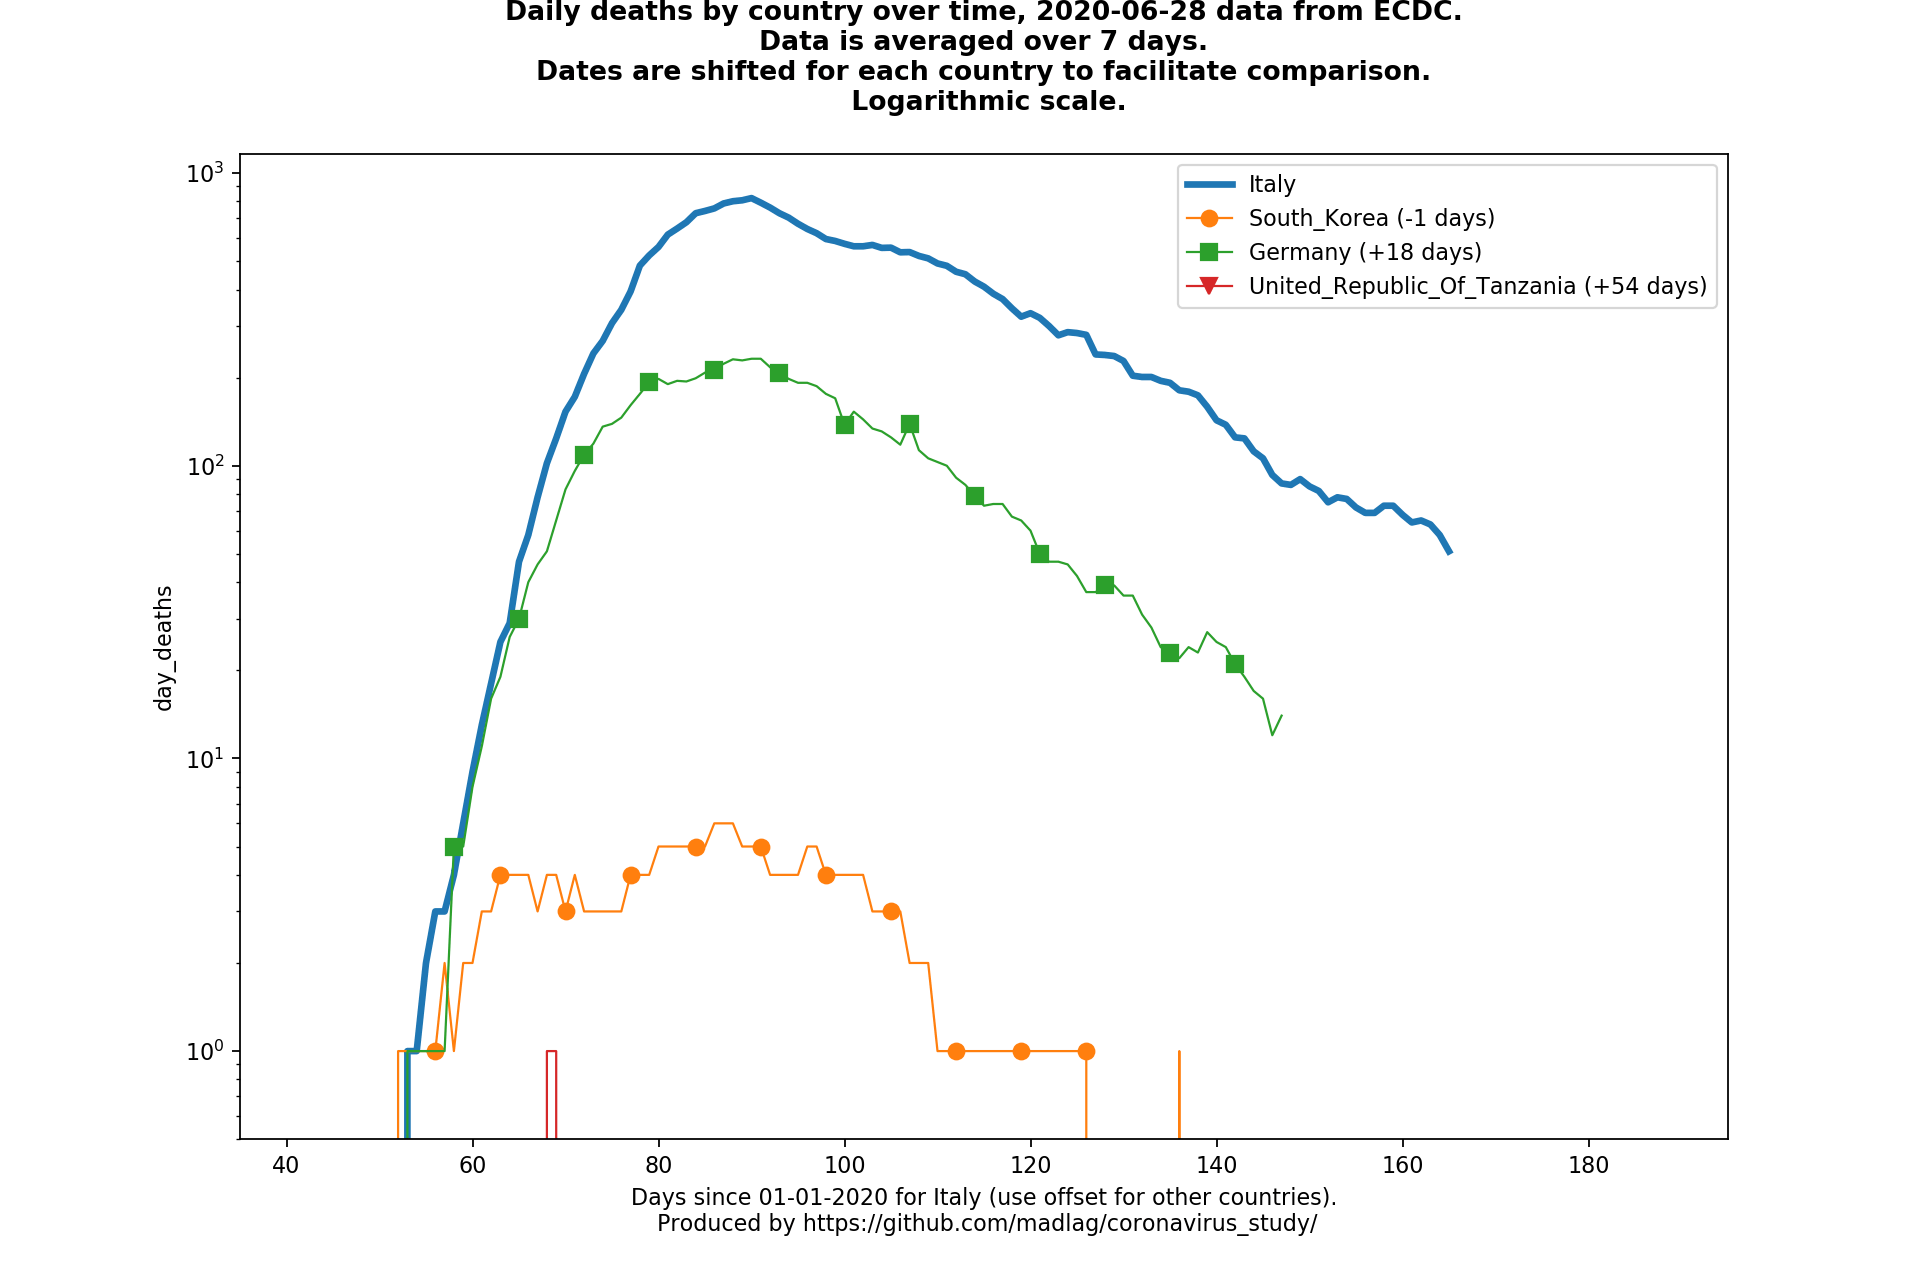 Daily deaths by country over time, 2020-06-28 data from ECDC.
Data is averaged over 7 days.
Dates are shifted for each country to facilitate comparison.
Logarithmic scale.
10³
10²
10¹
10⁰
day_deaths
Italy
South_Korea (-1 days)
Germany (+18 days)
United_Republic_Of_Tanzania (+54 days)
40 60 80 100 120 140 160 180
Days since 01-01-2020 for Italy (use offset for other countries).
Produced by https://github.com/madlag/coronavirus_study/